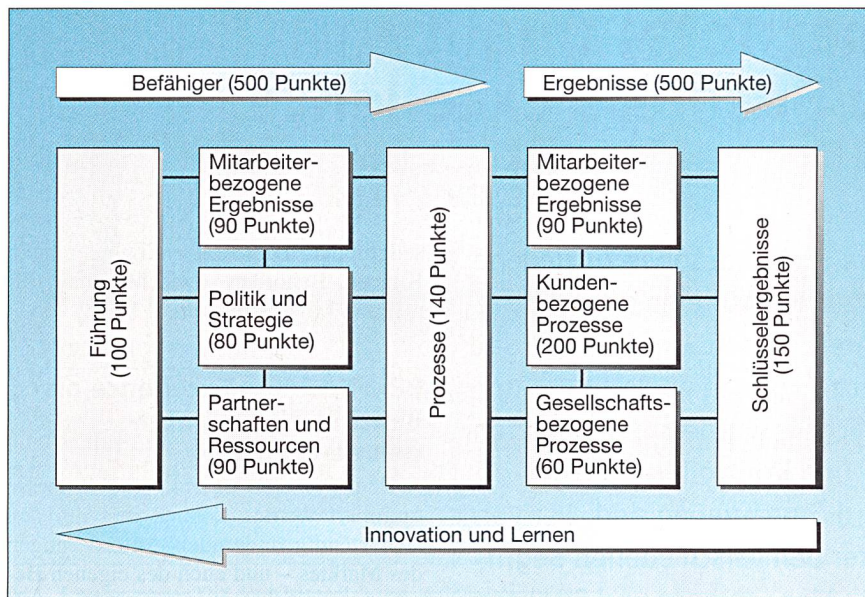 Befähiger (500 Punkte)
Ergebnisse (500 Punkte)
Führung
(100 Punkte)
Mitarbeiter-
bezogene
Ergebnisse
(90 Punkte)
Politik und
Strategie
(80 Punkte)
Partner-
schaften und
Ressourcen
(90 Punkte)
Prozesse (140 Punkte)
Mitarbeiter-
bezogene
Ergebnisse
(90 Punkte)
Kunden-
bezogene
Prozesse
(200 Punkte)
Gesellschafts-
bezogene
Prozesse
(60 Punkte)
Schlüsselergebnisse
(150 Punkte)
Innovation und Lernen